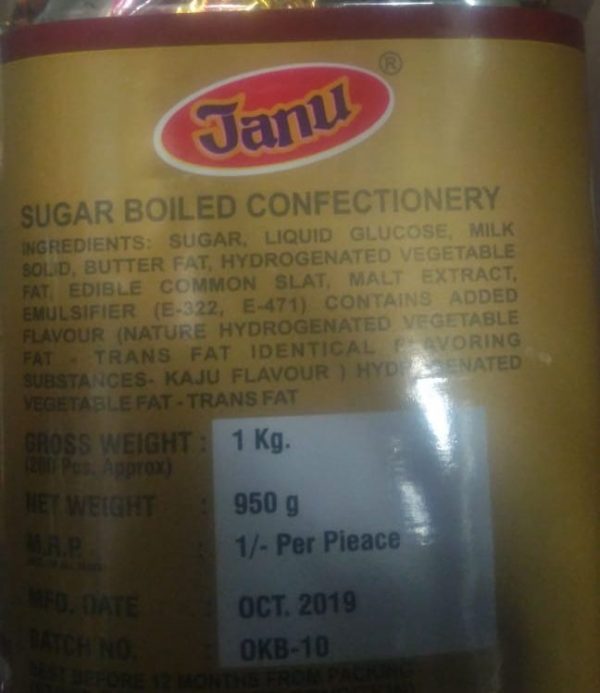 Janu ®
SUGAR BOILED CONFECTIONERY
INGREDIENTS: SUGAR, LIQUID GLUCOSE, MILK
SOLID, BUTTER FAT, HYDROGENATED VEGETABLE
FAT, EDIBLE COMMON SLAT, MALT EXTRACT,
EMULSIFIER (E-322, E-471) CONTAINS ADDED
FLAVOUR (NATURE HYDROGENATED VEGETABLE
FAT - TRANS FAT IDENTICAL
SUBSTANCES- KAJU FLAVOUR )
VEGETABLE FAT - TRANS FAT
GROSS WEIGHT : 1 Kg.
(200 Pcs. Approx)
NET WEIGHT : 950 g
M.R.P. : 1/- Per Pieace
MFG. DATE : OCT. 2019
BATCH NO. : OKB-10
BEST BEFORE 12 MONTHS FROM PACKING